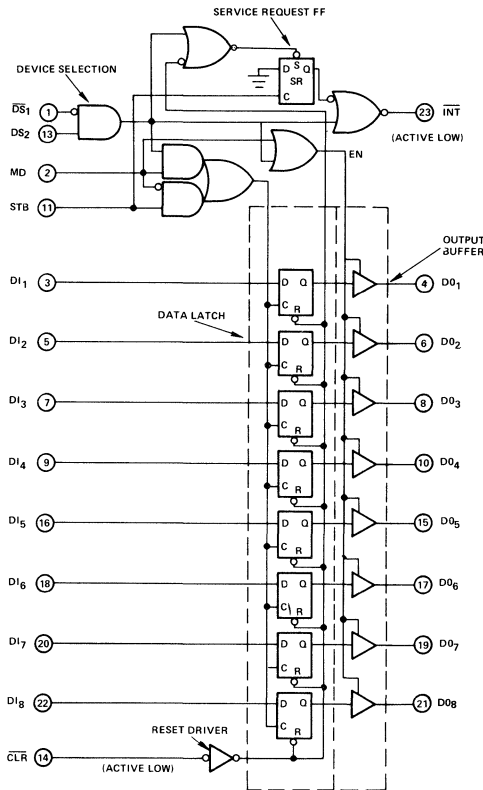 SERVICE REQUEST FF
DEVICE SELECTION
D S Q
SR
C
DS1 1
DS2 13
23 INT
(ACTIVE LOW)
MD 2
EN
STB 11
OUTPUT
BUFFER
DI1 3 D Q C R 4 D01
DATA LATCH
DI2 5 D Q C R 6 D02
DI3 7 D Q C R 8 D03
DI4 9 D Q C R 10 D04
DI5 16 D Q C R 15 D05
DI6 18 D Q C R 17 D06
DI7 20 D Q C R 19 D07
DI8 22 D Q C R 21 D08
RESET DRIVER
CLR 14
(ACTIVE LOW)